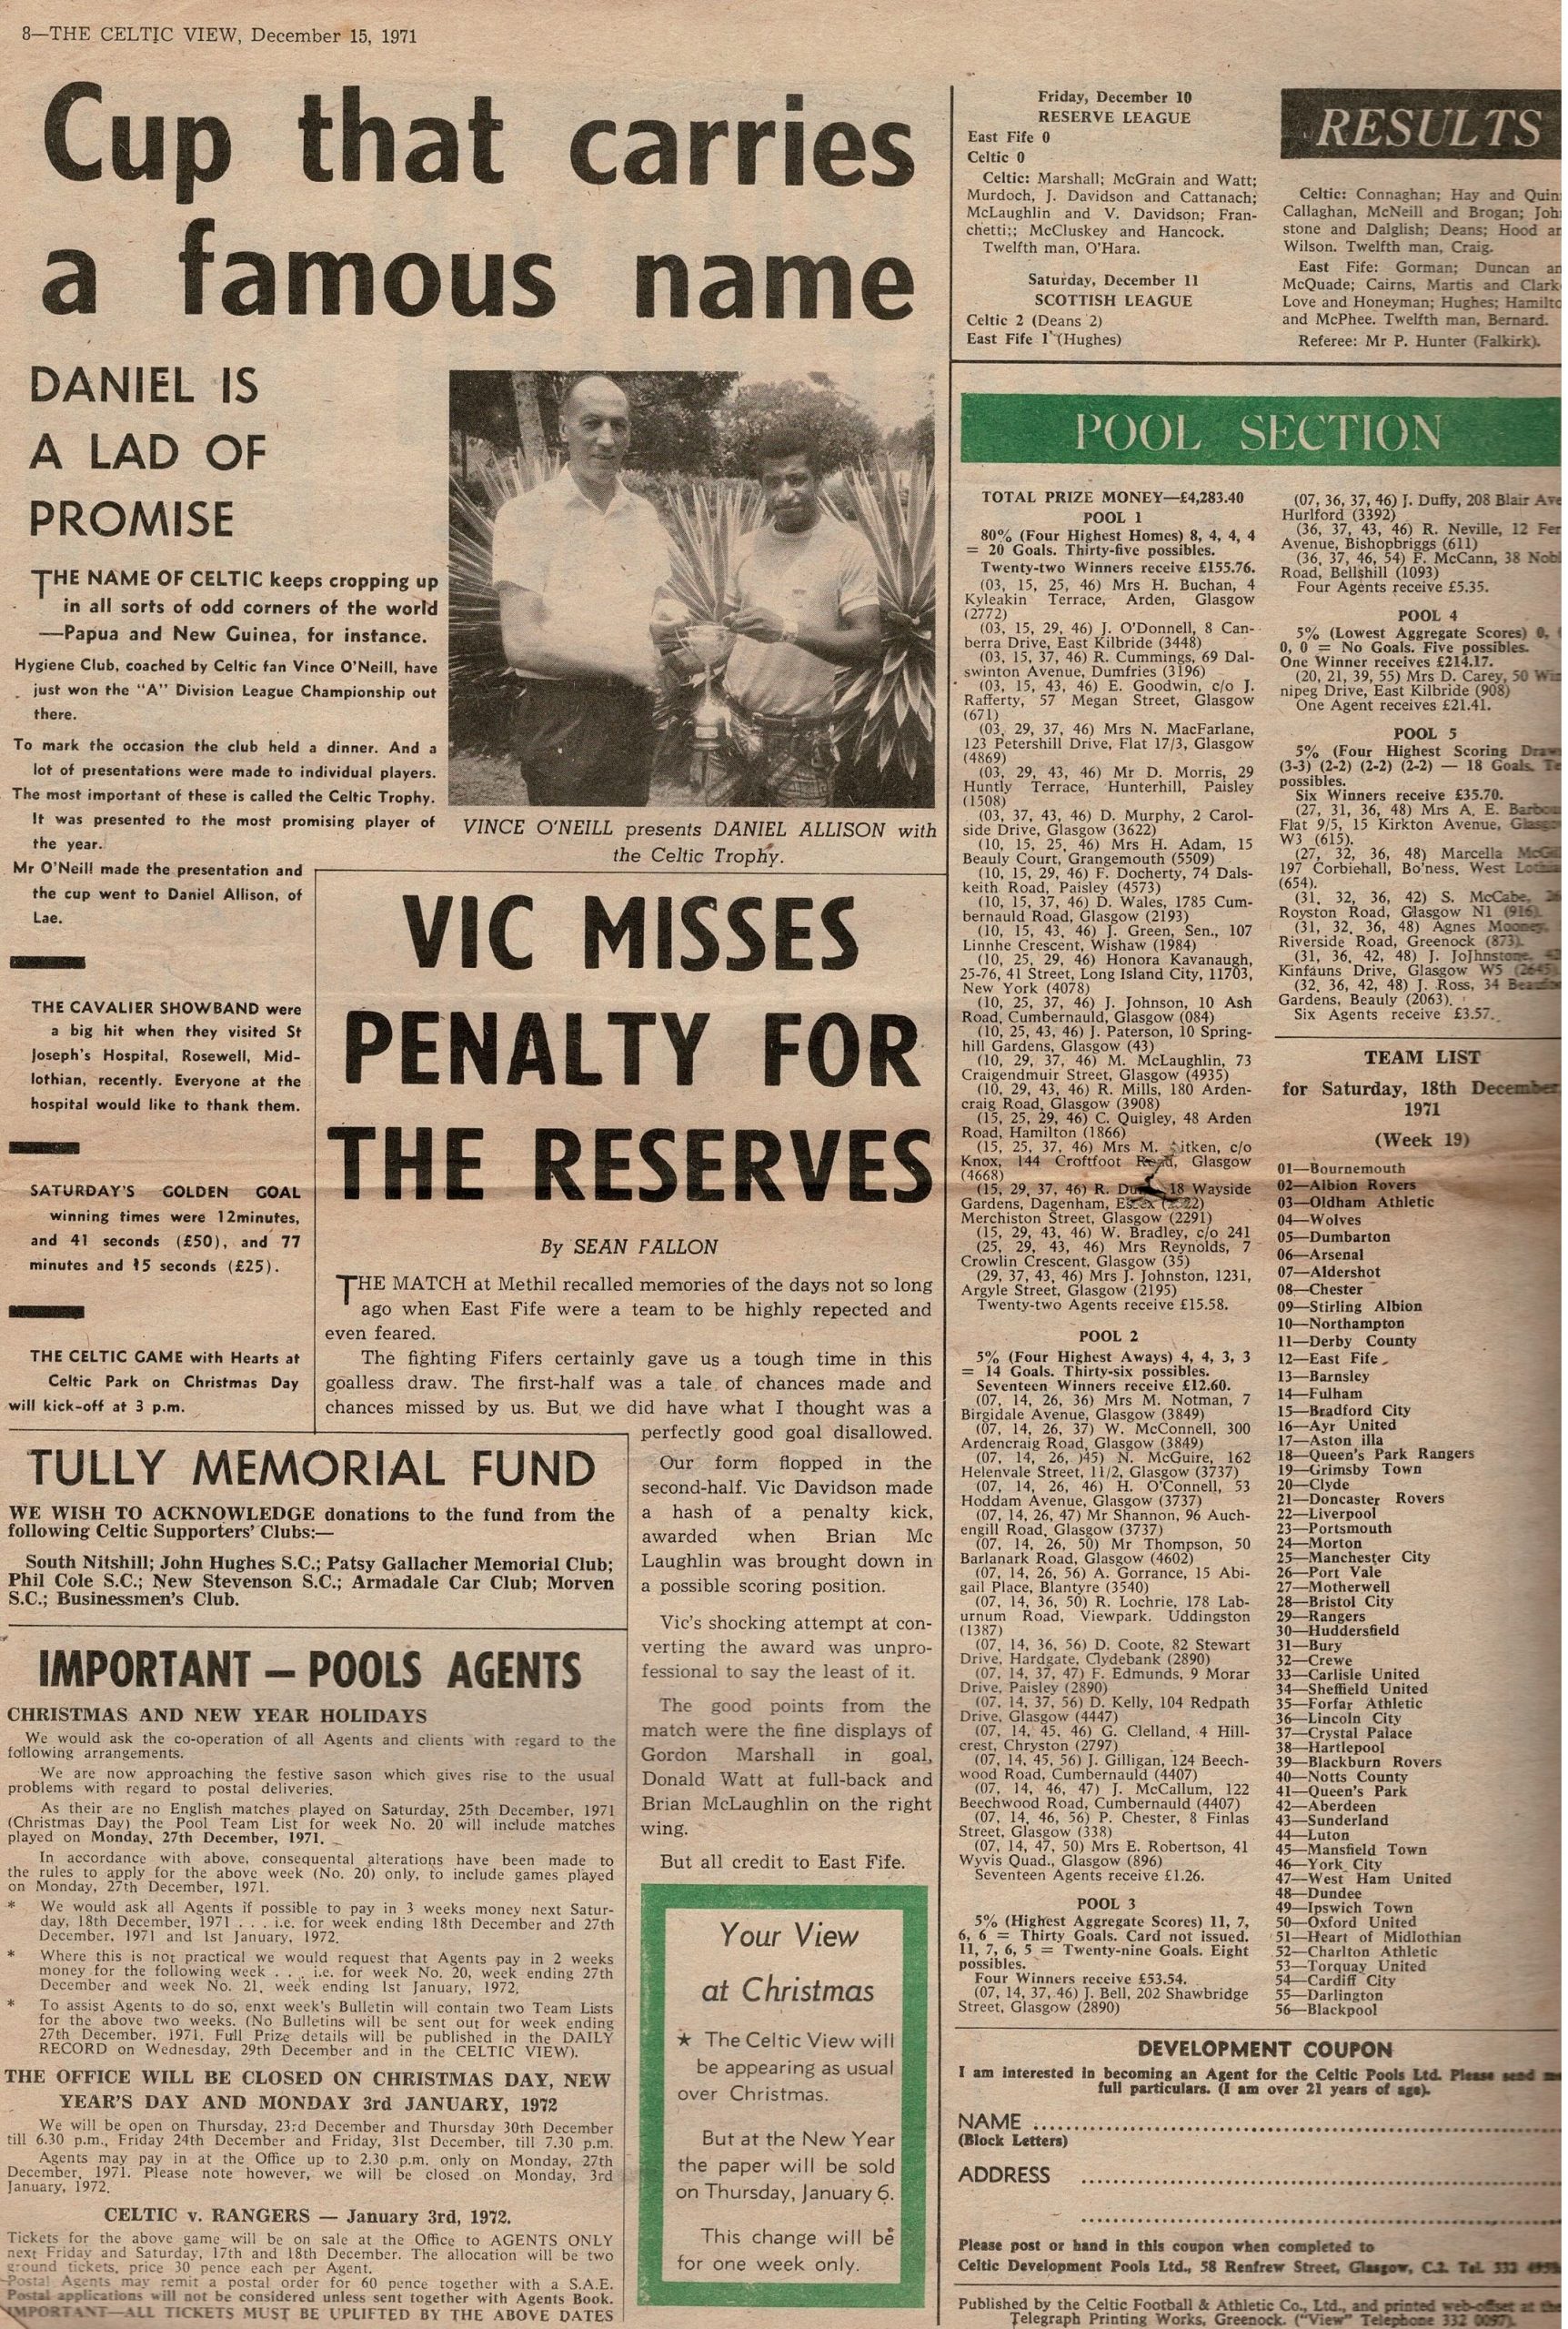 8—THE CELTIC VIEW, December 15, 1971
Cup that carries
a famous name
DANIEL IS
A LAD OF
PROMISE
THE NAME OF CELTIC keeps cropping up
in all sorts of odd corners of the world
—Papua and New Guinea, for instance.
Hygiene Club, coached by Celtic fan Vince O'Neill, have
just won the "A" Division League Championship out
there.
To mark the occasion the club held a dinner. And a
lot of presentations were made to individual players.
The most important of these is called the Celtic Trophy.
It was presented to the most promising player of
the year.
Mr O'Neill made the presentation and
the cup went to Daniel Allison, of
Lae.
VINCE O'NEILL presents DANIEL ALLISON with
the Celtic Trophy.
THE CAVALIER SHOWBAND were
a big hit when they visited St
Joseph's Hospital, Rosewell, Mid-
lothian, recently. Everyone at the
hospital would like to thank them.
SATURDAY'S GOLDEN GOAL
winning times were 12minutes,
and 41 seconds (£50), and 77
minutes and 15 seconds (£25).
THE CELTIC GAME with Hearts at
Celtic Park on Christmas Day
will kick-off at 3 p.m.
VIC MISSES
PENALTY FOR
THE RESERVES
By SEAN FALLON
THE MATCH at Methil recalled memories of the days not so long
ago when East Fife were a team to be highly repected and
even feared.
The fighting Fifers certainly gave us a tough time in this
goalless draw. The first-half was a tale of chances made and
chances missed by us. But we did have what I thought was a
perfectly good goal disallowed.
Our form flopped in the
second-half. Vic Davidson made
a hash of a penalty kick,
awarded when Brian Mc
Laughlin was brought down in
a possible scoring position.
Vic's shocking attempt at con-
verting the award was unpro-
fessional to say the least of it.
The good points from the
match were the fine displays of
Gordon Marshall in goal,
Donald Watt at full-back and
Brian McLaughlin on the right
wing.
But all credit to East Fife.
TULLY MEMORIAL FUND
WE WISH TO ACKNOWLEDGE donations to the fund from the
following Celtic Supporters' Clubs:—
South Nitshill; John Hughes S.C.; Patsy Gallacher Memorial Club;
Phil Cole S.C.; New Stevenson S.C.; Armadale Car Club; Morven
S.C.; Businessmen's Club.
IMPORTANT — POOLS AGENTS
CHRISTMAS AND NEW YEAR HOLIDAYS
We would ask the co-operation of all Agents and clients with regard to the
following arrangements.
We are now approaching the festive sason which gives rise to the usual
problems with regard to postal deliveries.
As their are no English matches played on Saturday, 25th December, 1971
(Christmas Day) the Pool Team List for week No. 20 will include matches
played on Monday, 27th December, 1971.
In accordance with above, consequental alterations have been made to
the rules to apply for the above week (No. 20) only, to include games played
on Monday, 27th December, 1971.
* We would ask all Agents if possible to pay in 3 weeks money next Satur-
day, 18th December, 1971 . . . i.e. for week ending 18th December and 27th
December, 1971 and 1st January, 1972.
* Where this is not practical we would request that Agents pay in 2 weeks
money for the following week . . . i.e. for week No. 20, week ending 27th
December and week No. 21, week ending 1st January, 1972.
* To assist Agents to do so, enxt week's Bulletin will contain two Team Lists
for the above two weeks. (No Bulletins will be sent out for week ending
27th December, 1971, Full Prize details will be published in the DAILY
RECORD on Wednesday, 29th December and in the CELTIC VIEW).
THE OFFICE WILL BE CLOSED ON CHRISTMAS DAY, NEW
YEAR'S DAY AND MONDAY 3rd JANUARY, 1972
We will be open on Thursday, 23rd December and Thursday 30th December
till 6.30 p.m., Friday 24th December and Friday, 31st December, till 7.30 p.m.
Agents may pay in at the Office up to 2.30 p.m. only on Monday, 27th
December, 1971. Please note however, we will be closed on Monday, 3rd
January, 1972.
CELTIC v. RANGERS — January 3rd, 1972.
Tickets for the above game will be on sale at the Office to AGENTS ONLY
next Friday and Saturday, 17th and 18th December. The allocation will be two
ground tickets, price 30 pence each per Agent.
Postal Agents may remit a postal order for 60 pence together with a S.A.E.
Postal applications will not be considered unless sent together with Agents Book.
IMPORTANT—ALL TICKETS MUST BE UPLIFTED BY THE ABOVE DATES
Your View
at Christmas
★ The Celtic View will
be appearing as usual
over Christmas.
But at the New Year
the paper will be sold
on Thursday, January 6.
This change will be
for one week only.
Friday, December 10
RESERVE LEAGUE
East Fife 0
Celtic 0
Celtic: Marshall; McGrain and Watt;
Murdoch, J. Davidson and Cattanach;
McLaughlin and V. Davidson; Fran-
chetti;; McCluskey and Hancock.
Twelfth man, O'Hara.
Saturday, December 11
SCOTTISH LEAGUE
Celtic 2 (Deans 2)
East Fife 1 (Hughes)
RESULTS
Celtic: Connaghan; Hay and Quin
Callaghan, McNeill and Brogan; Joh
stone and Dalglish; Deans; Hood an
Wilson. Twelfth man, Craig.
East Fife: Gorman; Duncan an
McQuade; Cairns, Martis and Clark
Love and Honeyman; Hughes; Hamilto
and McPhee. Twelfth man, Bernard.
Referee: Mr P. Hunter (Falkirk).
POOL SECTION
TOTAL PRIZE MONEY—£4,283.40
POOL 1
80% (Four Highest Homes) 8, 4, 4, 4
= 20 Goals. Thirty-five possibles.
Twenty-two Winners receive £155.76.
(03, 15, 25, 46) Mrs H. Buchan, 4
Kyleakin Terrace, Arden, Glasgow
(2772)
(03, 15, 29, 46) J. O'Donnell, 8 Can-
berra Drive, East Kilbride (3448)
(03, 15, 37, 46) R. Cummings, 69 Dal-
swinton Avenue, Dumfries (3196)
(03, 15, 43, 46) E. Goodwin, c/o J.
Rafferty, 57 Megan Street, Glasgow
(671)
(03, 29, 37, 46) Mrs N. MacFarlane,
123 Petershill Drive, Flat 17/3, Glasgow
(4869)
(03, 29, 43, 46) Mr D. Morris, 29
Huntly Terrace, Hunterhill, Paisley
(1508)
(03, 37, 43, 46) D. Murphy, 2 Carol-
side Drive, Glasgow (3622)
(10, 15, 25, 46) Mrs H. Adam, 15
Beauly Court, Grangemouth (5509)
(10, 15, 29, 46) F. Docherty, 74 Dals-
keith Road, Paisley (4573)
(10, 15, 37, 46) D. Wales, 1785 Cum-
bernauld Road, Glasgow (2193)
(10, 15, 43, 46) J. Green, Sen., 107
Linnhe Crescent, Wishaw (1984)
(10, 25, 29, 46) Honora Kavanaugh,
25-76, 41 Street, Long Island City, 11703,
New York (4078)
(10, 25, 37, 46) J. Johnson, 10 Ash
Road, Cumbernauld, Glasgow (084)
(10, 25, 43, 46) J. Paterson, 10 Spring-
hill Gardens, Glasgow (43)
(10, 29, 37, 46) M. McLaughlin, 73
Craigendmuir Street, Glasgow (4935)
(10, 29, 43, 46) R. Mills, 180 Arden-
craig Road, Glasgow (3908)
(15, 25, 29, 46) C. Quigley, 48 Arden
Road, Hamilton (1866)
(15, 25, 37, 46) Mrs M. itken, c/o
Knox, 144 Croftfoot Road, Glasgow
(4668)
(15, 29, 37, 46) R. 18 Wayside
Gardens, Dagenham, Essex
Merchiston Street, Glasgow (2291)
(15, 29, 43, 46) W. Bradley, c/o 241
(25, 29, 43, 46) Mrs Reynolds, 7
Crowlin Crescent, Glasgow (35)
(29, 37, 43, 46) Mrs J. Johnston, 1231,
Argyle Street, Glasgow (2195)
Twenty-two Agents receive £15.58.
POOL 2
5% (Four Highest Aways) 4, 4, 3, 3
= 14 Goals. Thirty-six possibles.
Seventeen Winners receive £12.60.
(07, 14, 26, 36) Mrs M. Notman, 7
Birgidale Avenue, Glasgow (3849)
(07, 14, 26, 37) W. McConnell, 300
Ardencraig Road, Glasgow (3849)
(07, 14, 26, )45) N. McGuire, 162
Helenvale Street, 11/2, Glasgow (3737)
(07, 14, 26, 46) H. O'Connell, 53
Hoddam Avenue, Glasgow (3737)
(07, 14, 26, 47) Mr Shannon, 96 Auch-
engill Road, Glasgow (3737)
(07, 14, 26, 50) Mr Thompson, 50
Barlanark Road, Glasgow (4602)
(07, 14, 26, 56) A. Gorrance, 15 Abi-
gail Place, Blantyre (3540)
(07, 14, 36, 50) R. Lochrie, 178 Lab-
urnum Road, Viewpark. Uddingston
(1387)
(07, 14, 36, 56) D. Coote, 82 Stewart
Drive, Hardgate, Clydebank (2890)
(07, 14, 37, 47) F. Edmunds, 9 Morar
Drive, Paisley (2890)
(07, 14, 37, 56) D. Kelly, 104 Redpath
Drive, Glasgow (4447)
(07, 14, 45, 46) G. Clelland, 4 Hill-
crest, Chryston (2797)
(07, 14, 45, 56) J. Gilligan, 124 Beech-
wood Road, Cumbernauld (4407)
(07, 14, 46, 47) J. McCallum, 122
Beechwood Road, Cumbernauld (4407)
(07, 14, 46, 56) P. Chester, 8 Finlas
Street, Glasgow (338)
(07, 14, 47, 50) Mrs E. Robertson, 41
Wyvis Quad., Glasgow (896)
Seventeen Agents receive £1.26.
POOL 3
5% (Highest Aggregate Scores) 11, 7,
6, 6 = Thirty Goals. Card not issued.
11, 7, 6, 5 = Twenty-nine Goals. Eight
possibles.
Four Winners receive £53.54.
(07, 14, 37, 46) J. Bell, 202 Shawbridge
Street, Glasgow (2890)
(07, 36, 37, 46) J. Duffy, 208 Blair Ave
Hurlford (3392)
(36, 37, 43, 46) R. Neville, 12 Fer
Avenue, Bishopbriggs (611)
(36, 37, 46, 54) F. McCann, 38 Nobl
Road, Bellshill (1093)
Four Agents receive £5.35.
POOL 4
5% (Lowest Aggregate Scores) 0,
0, 0 = No Goals. Five possibles.
One Winner receives £214.17.
(20, 21, 39, 55) Mrs D. Carey, 50 Win
nipeg Drive, East Kilbride (908)
One Agent receives £21.41.
POOL 5
5% (Four Highest Scoring Draws
(3-3) (2-2) (2-2) (2-2) — 18 Goals. Te
possibles.
Six Winners receive £35.70.
(27, 31, 36, 48) Mrs A. E.
Flat 9/5, 15 Kirkton Avenue, Glasgo
W3 (615).
(27, 32, 36, 48) Marcella
197 Corbiehall, Bo'ness, West
(654).
(31, 32, 36, 42) S. McCabe,
Royston Road, Glasgow N1 (916).
(31, 32, 36, 48) Agnes Mooney,
Riverside Road, Greenock (873).
(31, 36, 42, 48) J. JoJhnstone,
Kinfauns Drive, Glasgow W5
(32, 36, 42, 48) J. Ross, 34
Gardens, Beauly (2063).
Six Agents receive £3.57.
TEAM LIST
for Saturday, 18th December
1971
(Week 19)
01—Bournemouth
02—Albion Rovers
03—Oldham Athletic
04—Wolves
05—Dumbarton
06—Arsenal
07—Aldershot
08—Chester
09—Stirling Albion
10—Northampton
11—Derby County
12—East Fife
13—Barnsley
14—Fulham
15—Bradford City
16—Ayr United
17—Aston illa
18—Queen's Park Rangers
19—Grimsby Town
20—Clyde
21—Doncaster Rovers
22—Liverpool
23—Portsmouth
24—Morton
25—Manchester City
26—Port Vale
27—Motherwell
28—Bristol City
29—Rangers
30—Huddersfield
31—Bury
32—Crewe
33—Carlisle United
34—Sheffield United
35—Forfar Athletic
36—Lincoln City
37—Crystal Palace
38—Hartlepool
39—Blackburn Rovers
40—Notts County
41—Queen's Park
42—Aberdeen
43—Sunderland
44—Luton
45—Mansfield Town
46—York City
47—West Ham United
48—Dundee
49—Ipswich Town
50—Oxford United
51—Heart of Midlothian
52—Charlton Athletic
53—Torquay United
54—Cardiff City
55—Darlington
56—Blackpool
DEVELOPMENT COUPON
I am interested in becoming an Agent for the Celtic Pools Ltd. Please send me
full particulars. (I am over 21 years of age).
NAME
(Block Letters)
ADDRESS
Please post or hand in this coupon when completed to
Celtic Development Pools Ltd., 58 Renfrew Street, Glasgow, C.2. Tel. 332
Published by the Celtic Football & Athletic Co., Ltd., and printed web-offset at the
Telegraph Printing Works, Greenock. ("View" Telephone 332 0097).